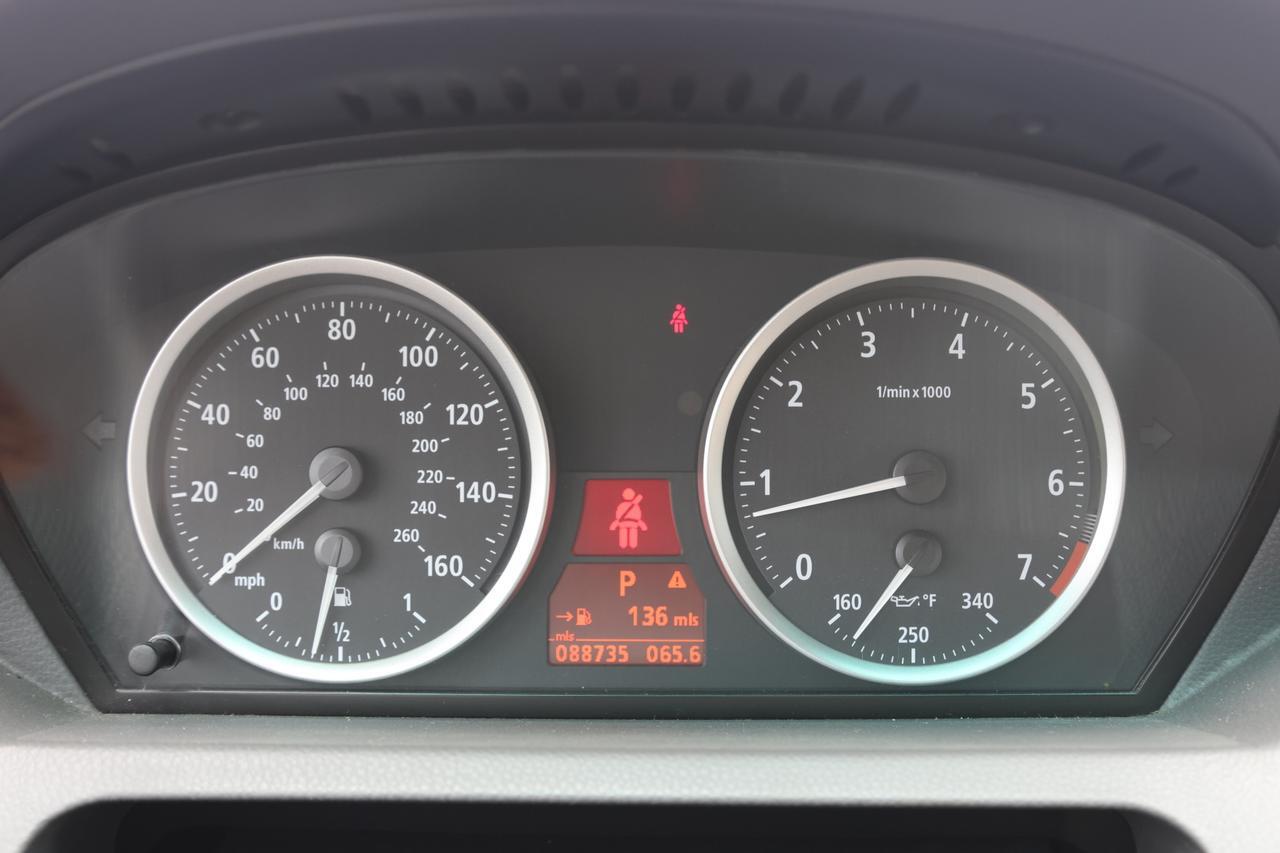 80
60 100
100 120 140 160
40 80 180 120
60 200
20 40 220 140
20 240
0 km/h 260 160
mph
0 1
1/2
P
136 mls
mls
088735 065.6
3 4
2 1/min x 1000 5
1 6
0 7
160 °F 340
250